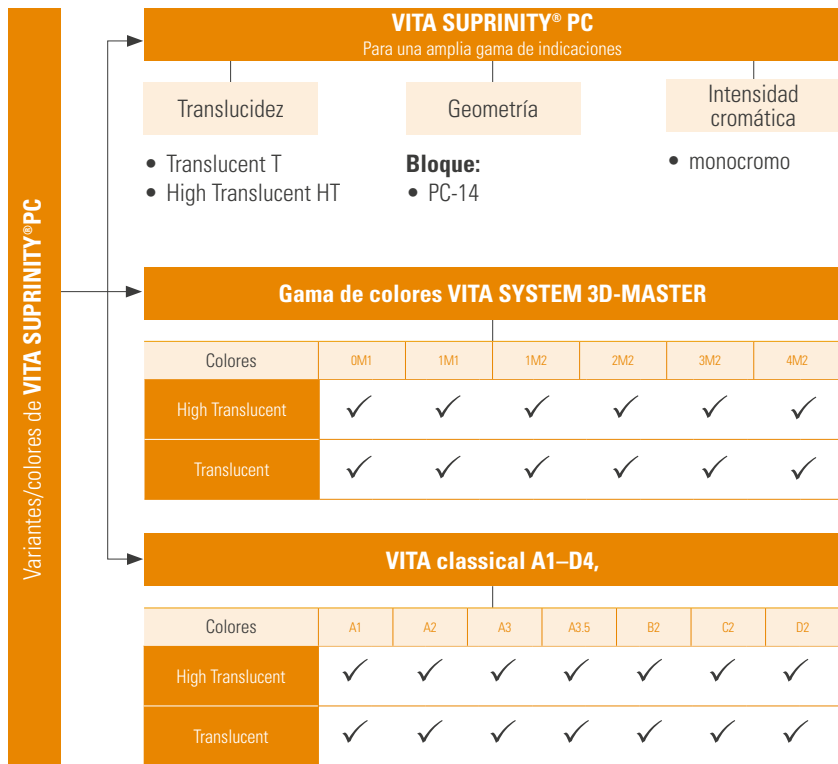 Variantes/colores de VITA SUPRINITY®PC
VITA SUPRINITY® PC
Para una amplia gama de indicaciones
Translucidez
• Translucent T
• High Translucent HT
Geometría
Bloque:
• PC-14
Intensidad
cromática
• monocromo
Gama de colores VITA SYSTEM 3D-MASTER
Colores 0M1 1M1 1M2 2M2 3M2 4M2
High Translucent ✓ ✓ ✓ ✓ ✓ ✓
Translucent ✓ ✓ ✓ ✓ ✓ ✓
VITA classical A1–D4,
Colores A1 A2 A3 A3.5 B2 C2 D2
High Translucent ✓ ✓ ✓ ✓ ✓ ✓ ✓
Translucent ✓ ✓ ✓ ✓ ✓ ✓ ✓